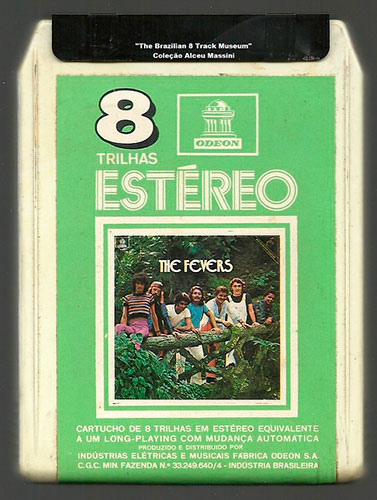 "The Brazilian 8 Track Museum"
Coleção Alceu Massini
8
TRILHAS
ODEON
ESTÉREO
THE FEVERS
CARTUCHO DE 8 TRILHAS EM ESTÉREO EQUIVALENTE
A UM LONG-PLAYING COM MUDANÇA AUTOMÁTICA
PRODUZIDO E DISTRIBUIDO POR
INDÚSTRIAS ELÉTRICAS E MUSICAIS FÁBRICA ODEON S.A.
C.G.C. MIN. FAZENDA N.º 33.249.640/4 - INDÚSTRIA BRASILEIRA